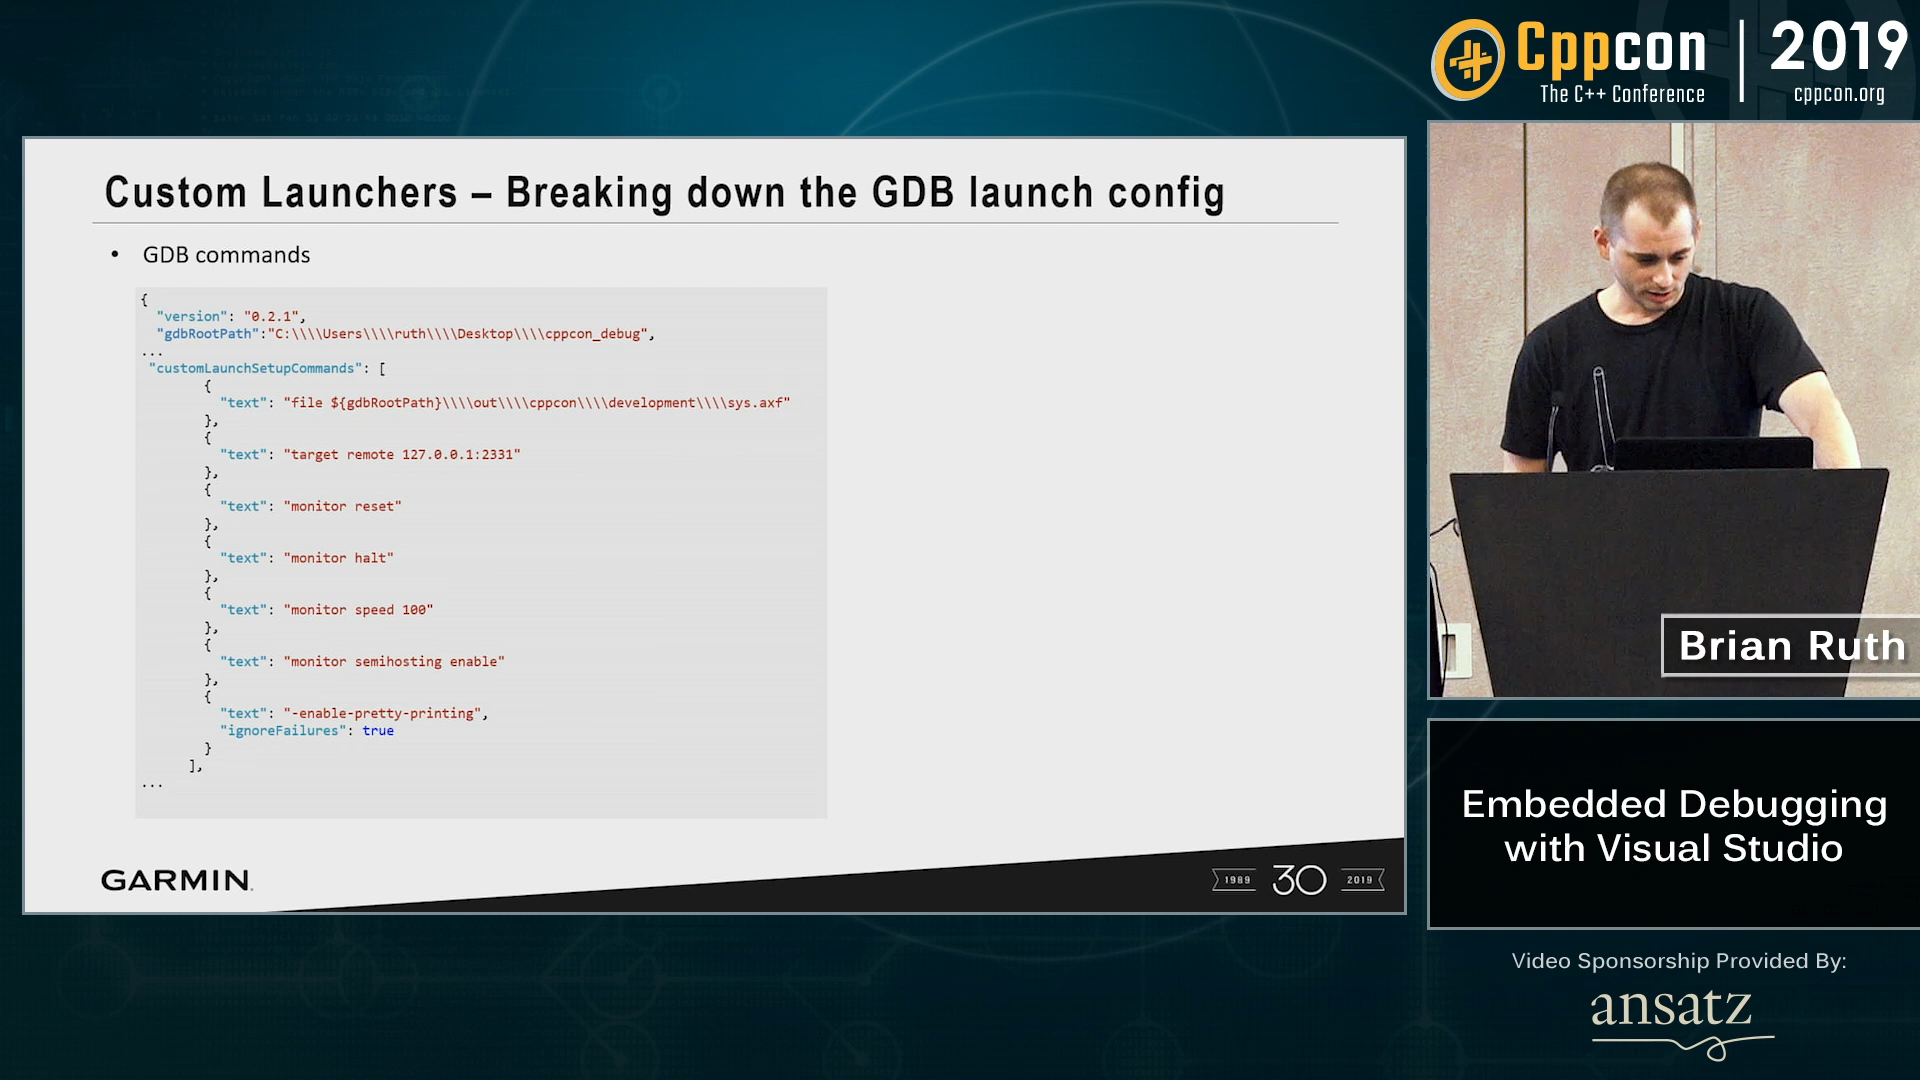 Cppcon | 2019
The C++ Conference
cppcon.org
Custom Launchers – Breaking down the GDB launch config
• GDB commands
{
"version": "0.2.1",
"gdbRootPath":"C:\\\\Users\\\\ruth\\\\Desktop\\\\cppcon_debug",
...
"customLaunchSetupCommands": [
{
"text": "file ${gdbRootPath}\\\\out\\\\cppcon\\\\development\\\\sys.axf"
},
{
"text": "target remote 127.0.0.1:2331"
},
{
"text": "monitor reset"
},
{
"text": "monitor halt"
},
{
"text": "monitor speed 100"
},
{
"text": "monitor semihosting enable"
},
{
"text": "-enable-pretty-printing",
"ignoreFailures": true
}
],
...
GARMIN.
1989 30 2019
Brian Ruth
Embedded Debugging
with Visual Studio
Video Sponsorship Provided By:
ansatz